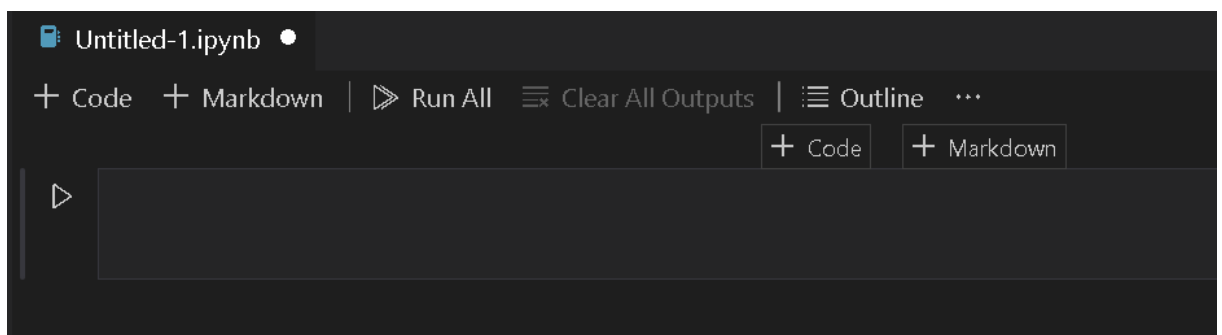 Untitled-1.ipynb
Code Markdown Run All Clear All Outputs Outline ...
Code Markdown